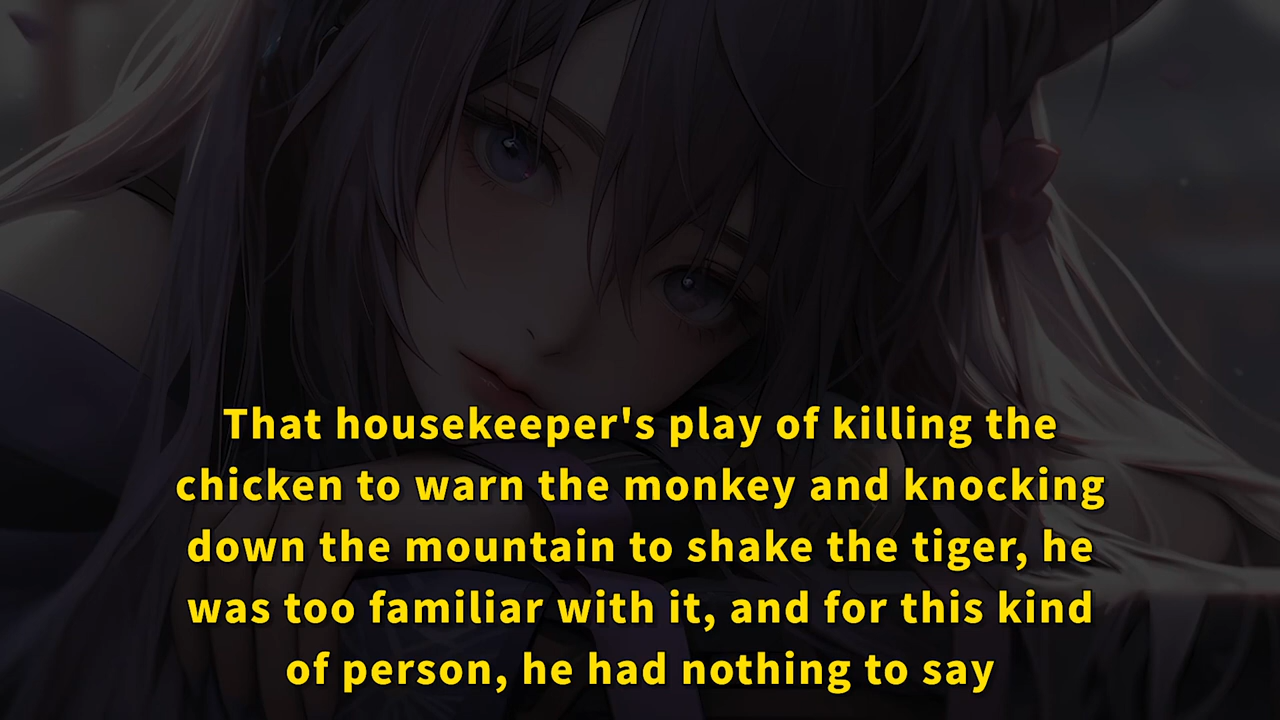 That housekeeper's play of killing the
chicken to warn the monkey and knocking
down the mountain to shake the tiger, he
was too familiar with it, and for this kind
of person, he had nothing to say